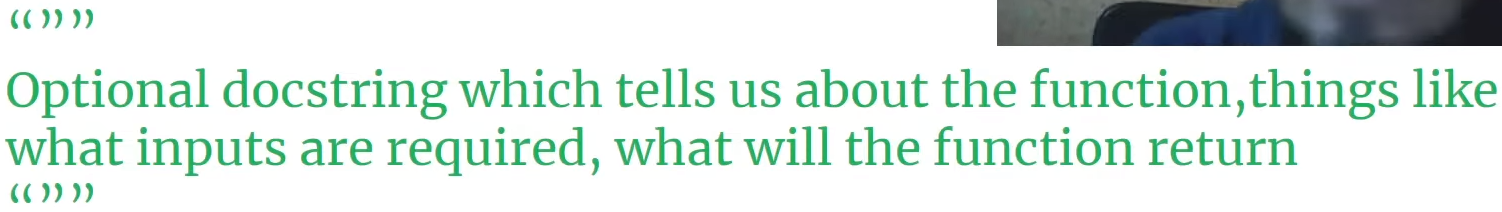 “”””
Optional docstring which tells us about the function,things like
what inputs are required, what will the function return
“”””